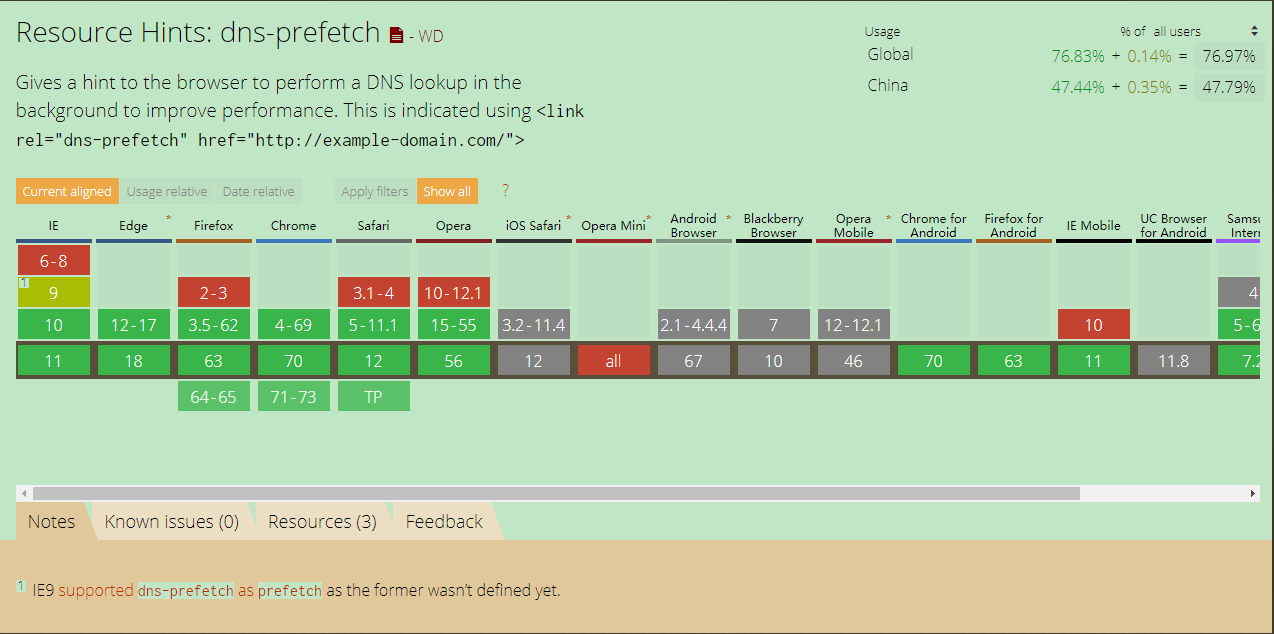 Resource Hints: dns-prefetch - WD
Usage % of all users
Global 76.83% + 0.14% = 76.97%
China 47.44% + 0.35% = 47.79%
Gives a hint to the browser to perform a DNS lookup in the
background to improve performance. This is indicated using <link
rel="dns-prefetch" href="http://example-domain.com/">
Current aligned Usage relative Date relative Apply filters Show all ?
IE Edge * Firefox Chrome Safari Opera iOS Safari * Opera Mini * Android Browser * Blackberry Browser Opera Mobile * Chrome for Android Firefox for Android IE Mobile UC Browser for Android
6-8
1 9 2-3 3.1-4 10-12.1 4
10 12-17 3.5-62 4-69 5-11.1 15-55 3.2-11.4 2.1-4.4.4 7 12-12.1 10 5-6
11 18 63 70 12 56 12 all 67 10 46 70 63 11 11.8 7.2
64-65 71-73 TP
Notes Known issues (0) Resources (3) Feedback
1 IE9 supported dns-prefetch as prefetch as the former wasn't defined yet.